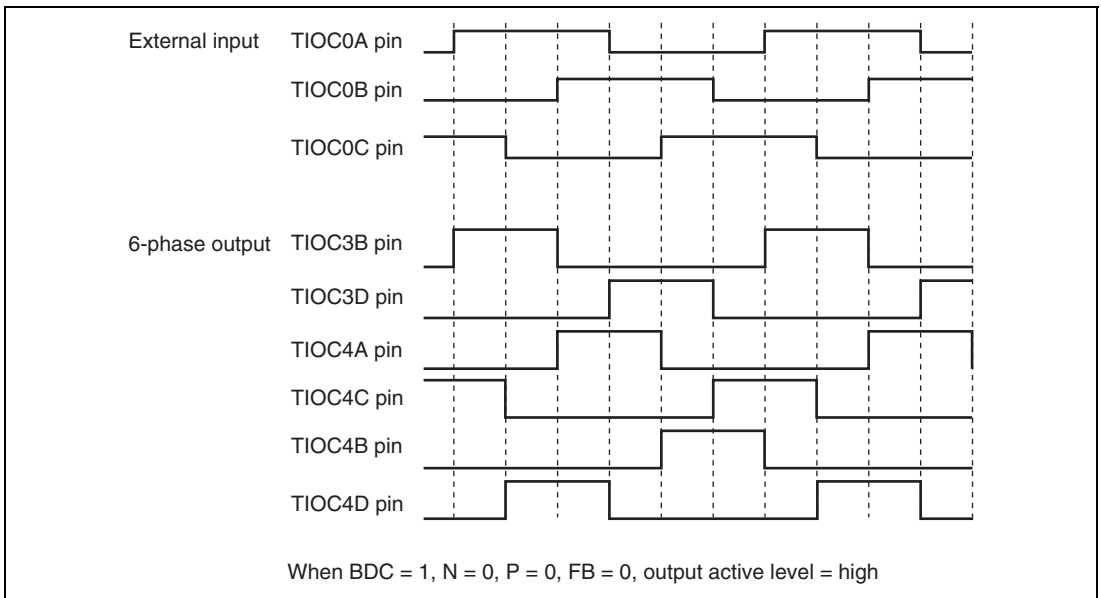 External input TIOC0A pin
TIOC0B pin
TIOC0C pin
6-phase output TIOC3B pin
TIOC3D pin
TIOC4A pin
TIOC4C pin
TIOC4B pin
TIOC4D pin
When BDC = 1, N = 0, P = 0, FB = 0, output active level = high